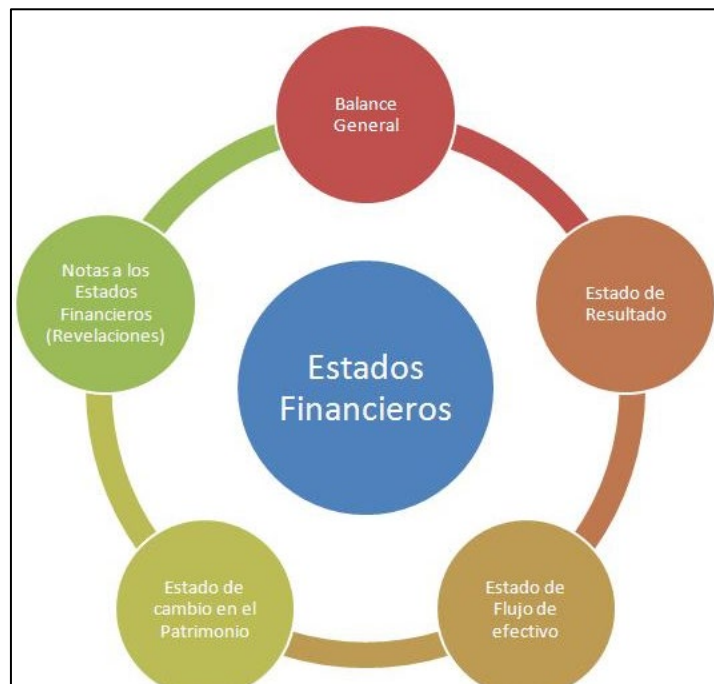 Balance
General
Estado de
Resultado
Estado de
Flujo de
efectivo
Estado de
cambio en el
Patrimonio
Notas a los
Estados
Financieros
(Revelaciones)
Estados
Financieros